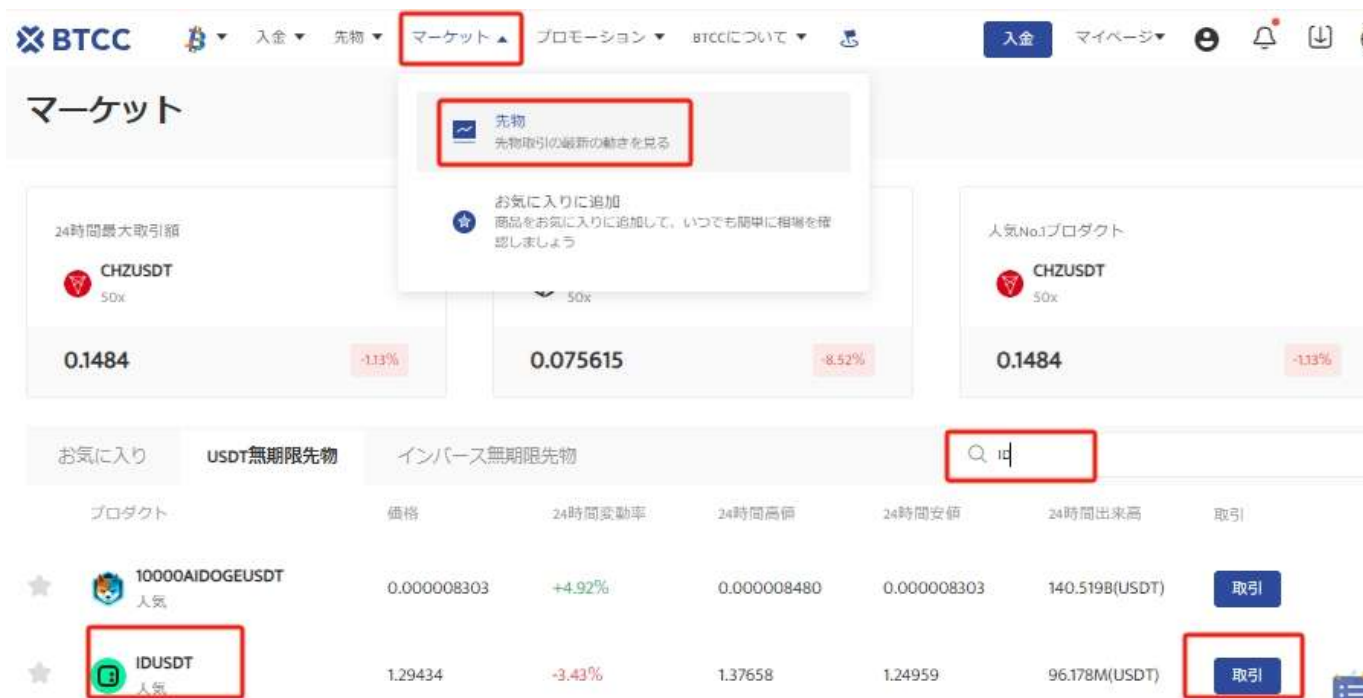 BTCC 入金 先物 マーケット プロモーション BTCCについて 入金 マイページ
マーケット
先物
先物取引の最新の動きを見る
お気に入りに追加
商品をお気に入りに追加して、いつでも簡単に相場を確
認しましょう
24時間最大取引額
CHZUSDT
50x
0.1484 -1.13%
50x
0.075615 -8.52%
人気No.1プロダクト
CHZUSDT
50x
0.1484 -1.13%
お気に入り USDT無期限先物 インバース無期限先物 ID
プロダクト 価格 24時間変動率 24時間高値 24時間安値 24時間出来高 取引
10000AIDOGEUSDT
人気
0.000008303 +4.92% 0.000008480 0.000008303 140.519B(USDT) 取引
IDUSDT
人気
1.29434 -3.43% 1.37658 1.24959 96.178M(USDT) 取引